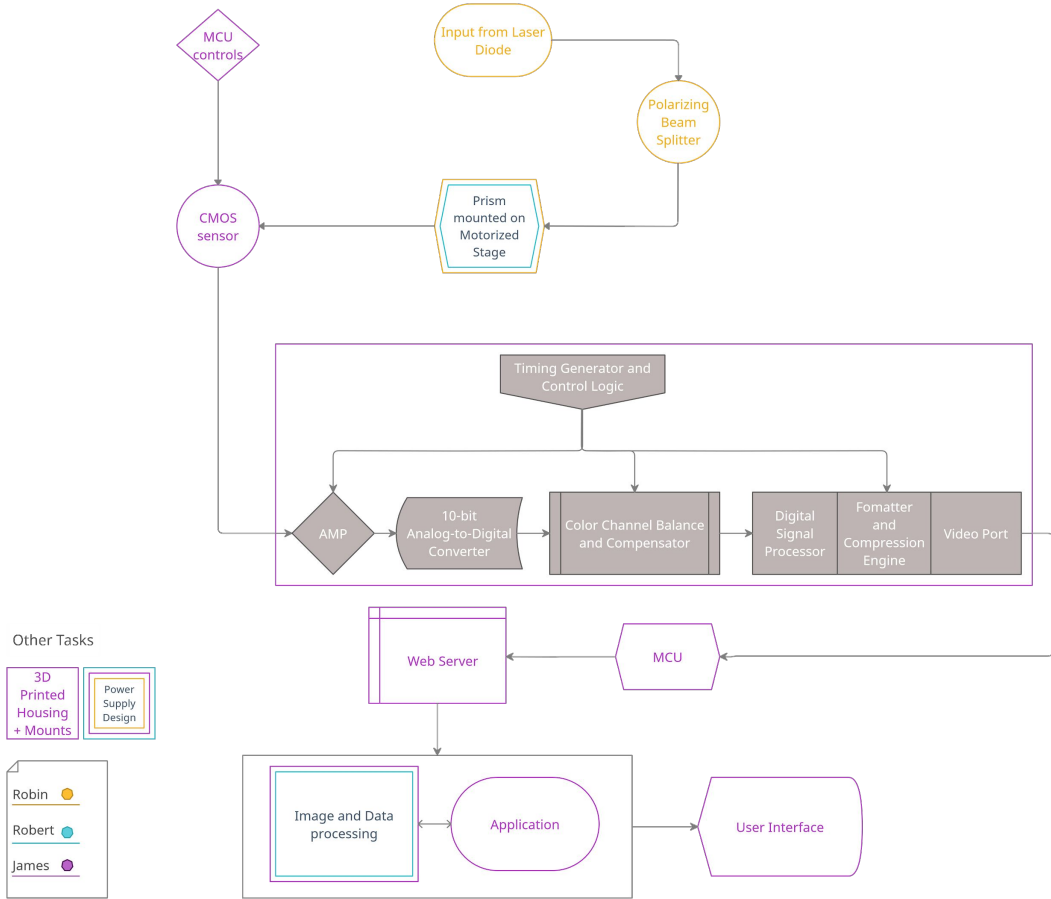 MCU
controls
Input from Laser
Diode
Polarizing
Beam
Splitter
CMOS
sensor
Prism
mounted on
Motorized
Stage
Timing Generator and
Control Logic
AMP
10-bit
Analog-to-Digital
Converter
Color Channel Balance
and Compensator
Digital
Signal
Processor
Fomatter
and
Compression
Engine
Video Port
Web Server
MCU
Other Tasks
3D
Printed
Housing
+ Mounts
Power
Supply
Design
Robin
Robert
James
Image and Data
processing
Application
User Interface